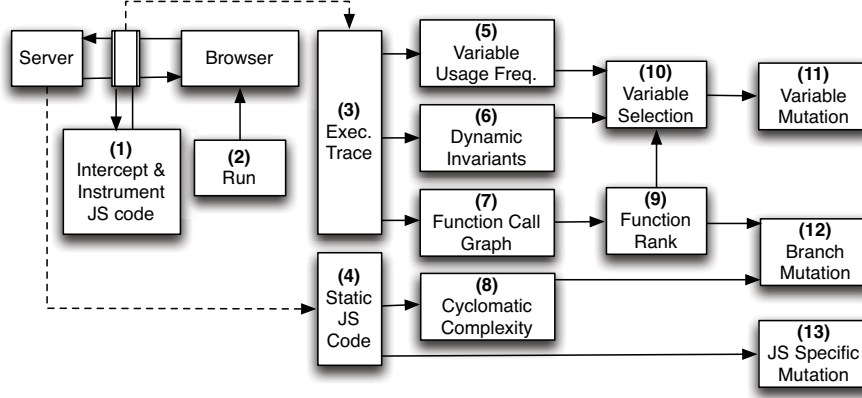 Server
Browser
(1)
Intercept &
Instrument
JS code
(2)
Run
(3)
Exec.
Trace
(4)
Static
JS
Code
(5)
Variable
Usage Freq.
(6)
Dynamic
Invariants
(7)
Function Call
Graph
(8)
Cyclomatic
Complexity
(9)
Function
Rank
(10)
Variable
Selection
(11)
Variable
Mutation
(12)
Branch
Mutation
(13)
JS Specific
Mutation